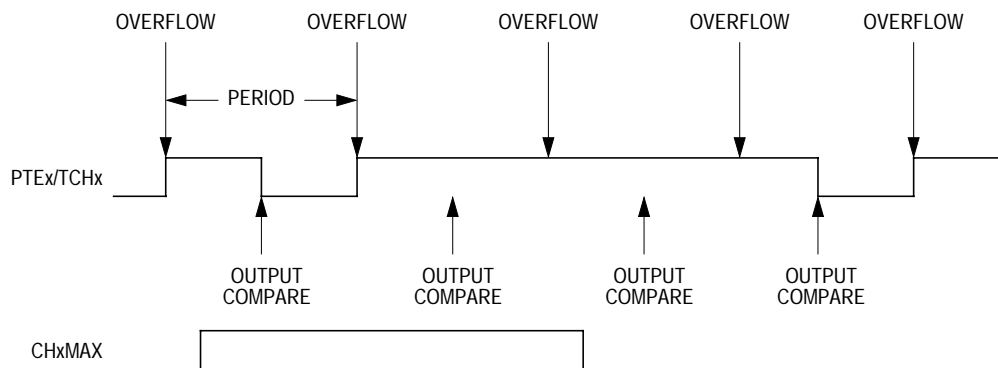 OVERFLOW OVERFLOW OVERFLOW OVERFLOW OVERFLOW
PERIOD
PTEx/TCHx
OUTPUT OUTPUT OUTPUT OUTPUT
COMPARE COMPARE COMPARE COMPARE
CHxMAX